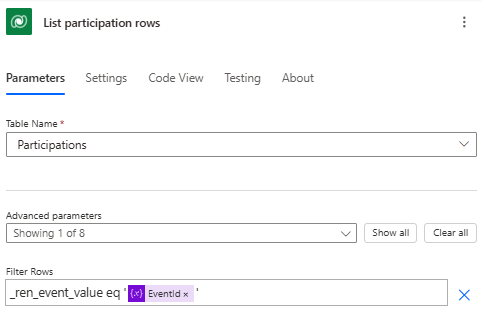 List participation rows
Parameters Settings Code View Testing About
Table Name *
Participations
Advanced parameters
Showing 1 of 8 Show all Clear all
Filter Rows
_ren_event_value eq ' {x} EventId × '